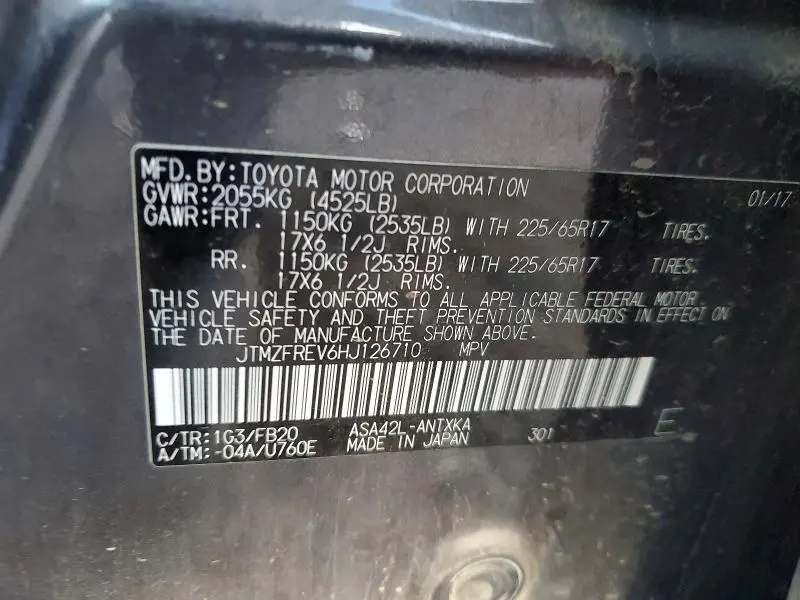 MFD.BY:TOYOTA MOTOR CORPORATION 01/17
GVWR:2055KG (4525LB)
GAWR:FRT. 1150KG (2535LB) WITH 225/65R17 TIRES.
17X6 1/2J RIMS.
RR. 1150KG (2535LB) WITH 225/65R17 TIRES.
17X6 1/2J RIMS.
THIS VEHICLE CONFORMS TO ALL APPLICABLE FEDERAL MOTOR
VEHICLE SAFETY AND THEFT PREVENTION STANDARDS IN EFFECT ON
THE DATE OF MANUFACTURE SHOWN ABOVE.
JTMZFREV6HJ126710 MPV
C/TR:1G3/FB20 ASA42L-ANTXKA E
A/TM:-04A/U760E MADE IN JAPAN 301